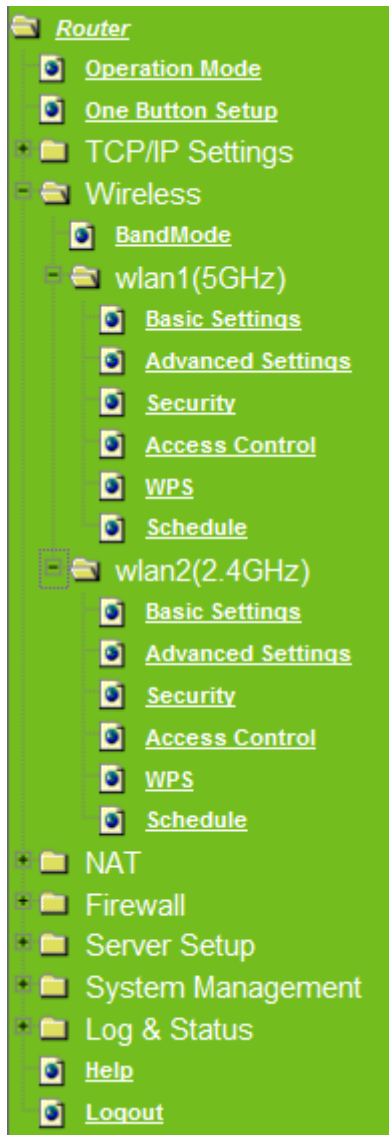 Router
Operation Mode
One Button Setup
TCP/IP Settings
Wireless
BandMode
wlan1(5GHz)
Basic Settings
Advanced Settings
Security
Access Control
WPS
Schedule
wlan2(2.4GHz)
Basic Settings
Advanced Settings
Security
Access Control
WPS
Schedule
NAT
Firewall
Server Setup
System Management
Log & Status
Help
Logout